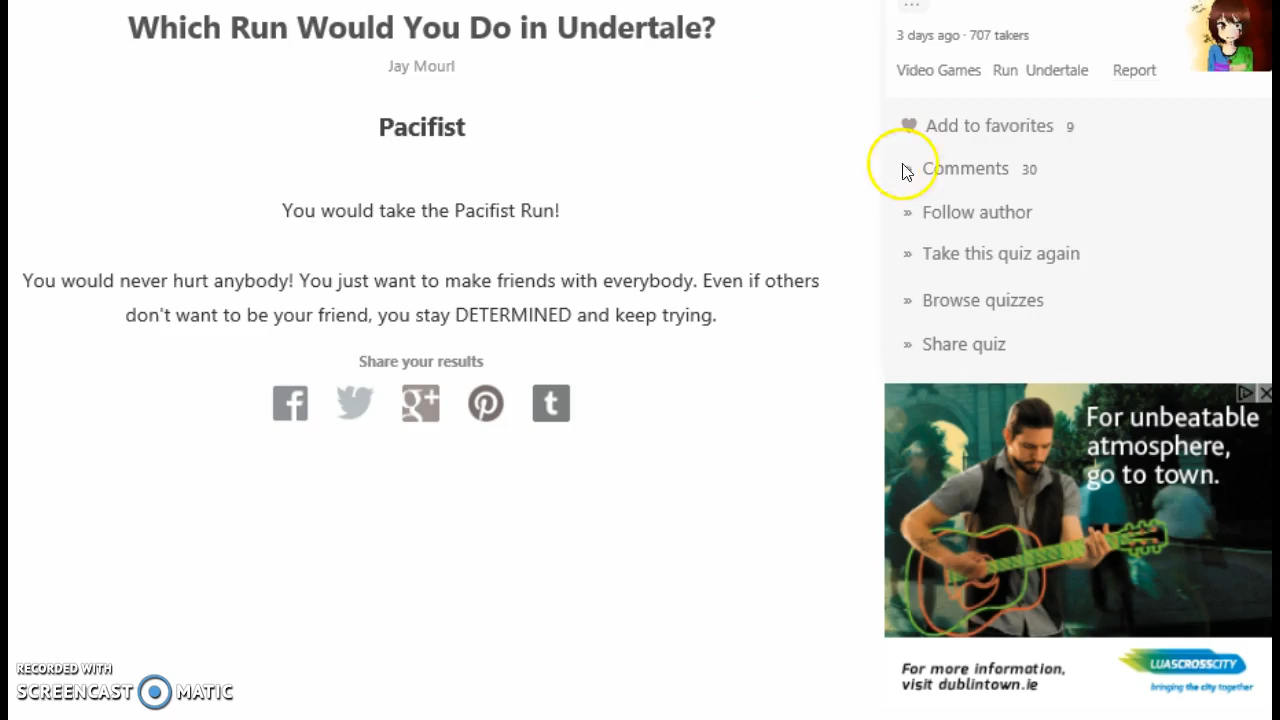 Which Run Would You Do in Undertale?
Jay Mourl
Pacifist
You would take the Pacifist Run!
You would never hurt anybody! You just want to make friends with everybody. Even if others
don't want to be your friend, you stay DETERMINED and keep trying.
Share your results
...
3 days ago · 707 takers
Video Games Run Undertale Report
Add to favorites 9
Comments 30
» Follow author
» Take this quiz again
» Browse quizzes
» Share quiz
For unbeatable
atmosphere,
go to town.
For more information,
visit dublintown.ie
LUASCROSSCITY
bringing the city together
RECORDED WITH
SCREENCAST MATIC